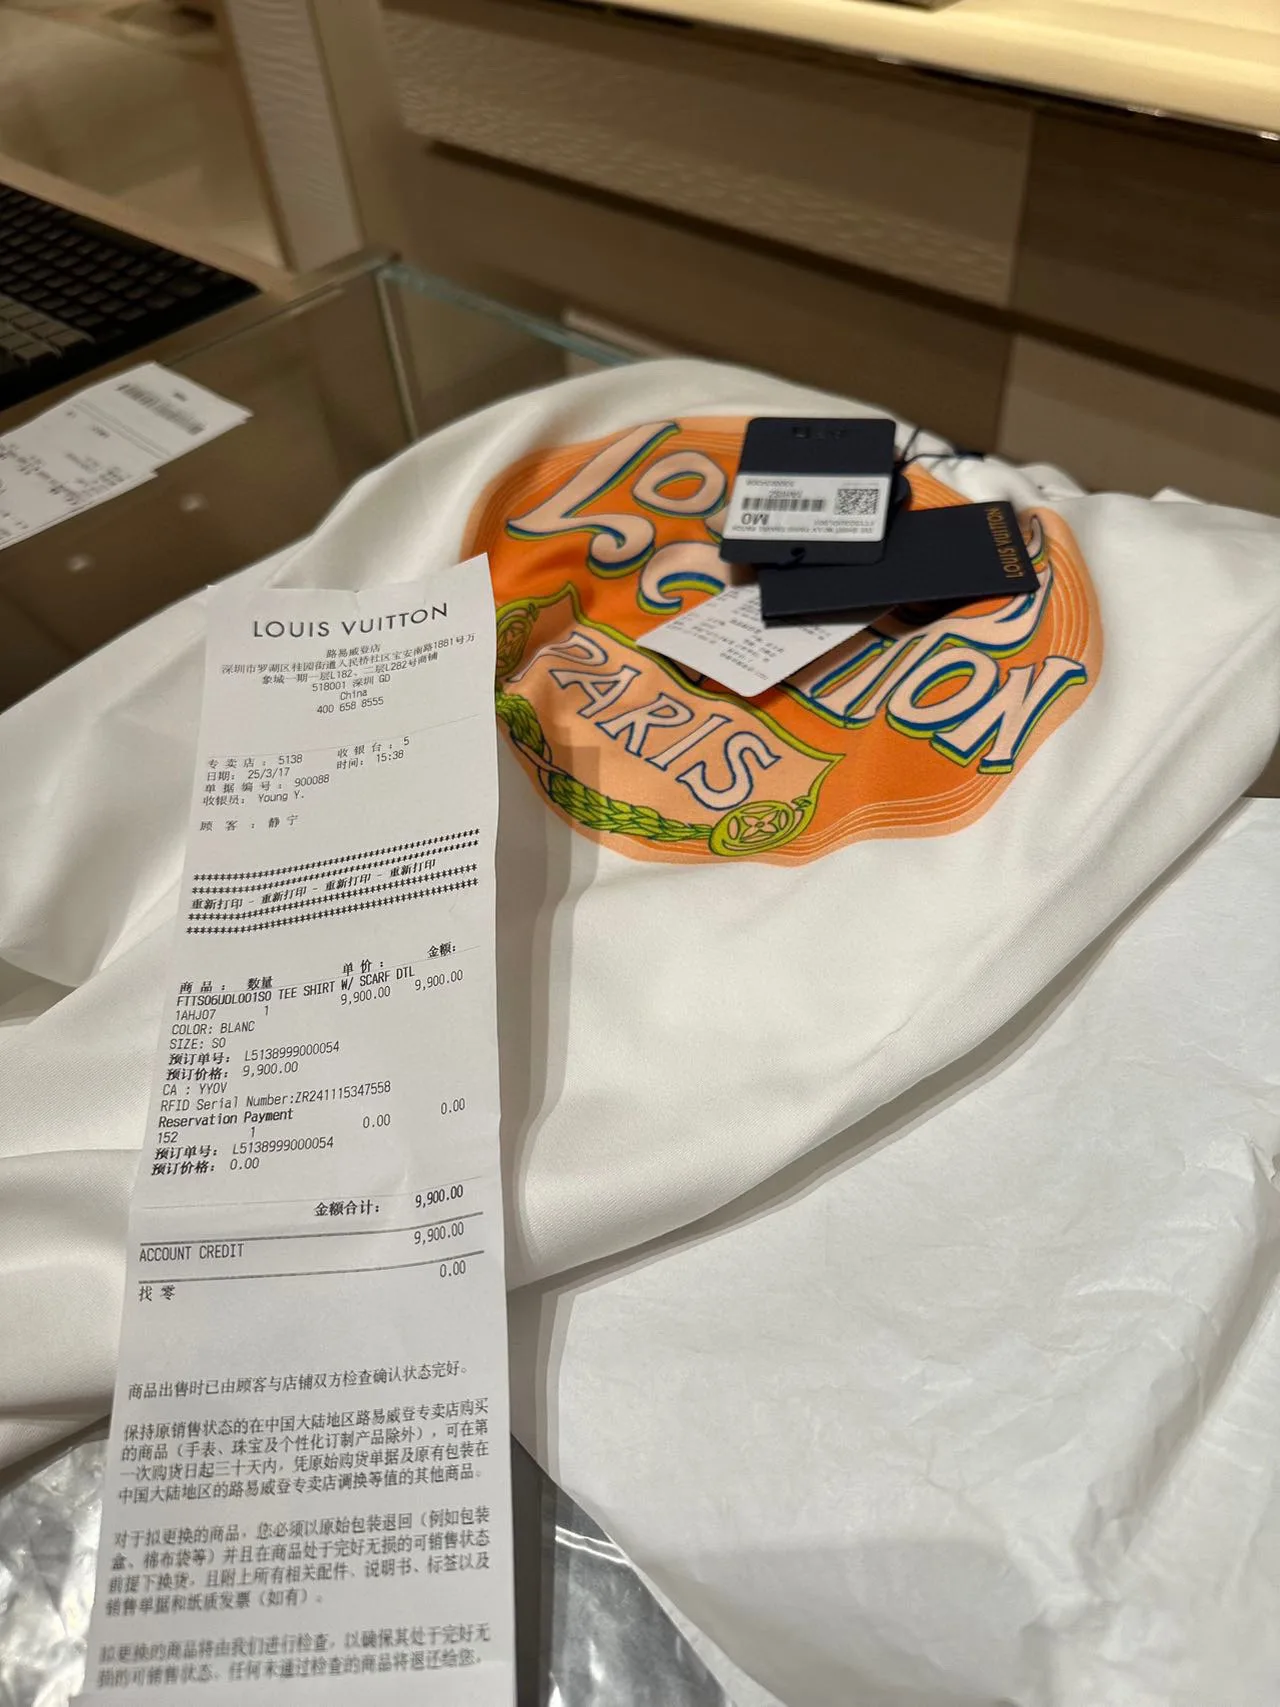 LOUIS VUITTON
路易威登店
深圳市罗湖区桂园街道人民桥社区宝安南路1881号万
象城一期一层L182、二层L282号商铺
518001 深圳 GD
China
400 658 8555
专 卖 店 : 5138 收 银 台 : 5
日期: 25/3/17 时间: 15:38
单 据 编 号 : 900088
收银员: Young Y.
顾 客 : 静宁
****************************************
****************************************
重新打印 - 重新打印 - 重新打印 - 重新打印
****************************************
****************************************
商 品 : 数量 单 价 : 金额:
FTTS06U0L001S0 TEE SHIRT W/ SCARF DTL
1AHJ07 1 9,900.00 9,900.00
COLOR: BLANC
SIZE: S0
预订单号: L5138999000054
预订价格: 9,900.00
CA : YYOV
RFID Serial Number:ZR241115347558
Reservation Payment
152 1 0.00 0.00
预订单号: L5138999000054
预订价格: 0.00
金额合计: 9,900.00
ACCOUNT CREDIT 9,900.00
找 零 0.00
商品出售时已由顾客与店铺双方检查确认状态完好。
保持原销售状态的在中国大陆地区路易威登专卖店购买
的商品（手表、珠宝及个性化订制产品除外），可在第
一次购货日起三十天内，凭原始购货单据及原有包装在
中国大陆地区的路易威登专卖店调换等值的其他商品。
对于拟更换的商品，您必须以原始包装退回（例如包装
盒、棉布袋等）并且在商品处于完好无损的可销售状态
前提下换货，且附上所有相关配件、说明书、标签以及
销售单据和纸质发票（如有）。
拟更换的商品将由我们进行检查，以确保其处于完好无
损的可销售状态，任何未通过检查的商品将退还给您，
LOUIS VUITTON
M0
PARIS